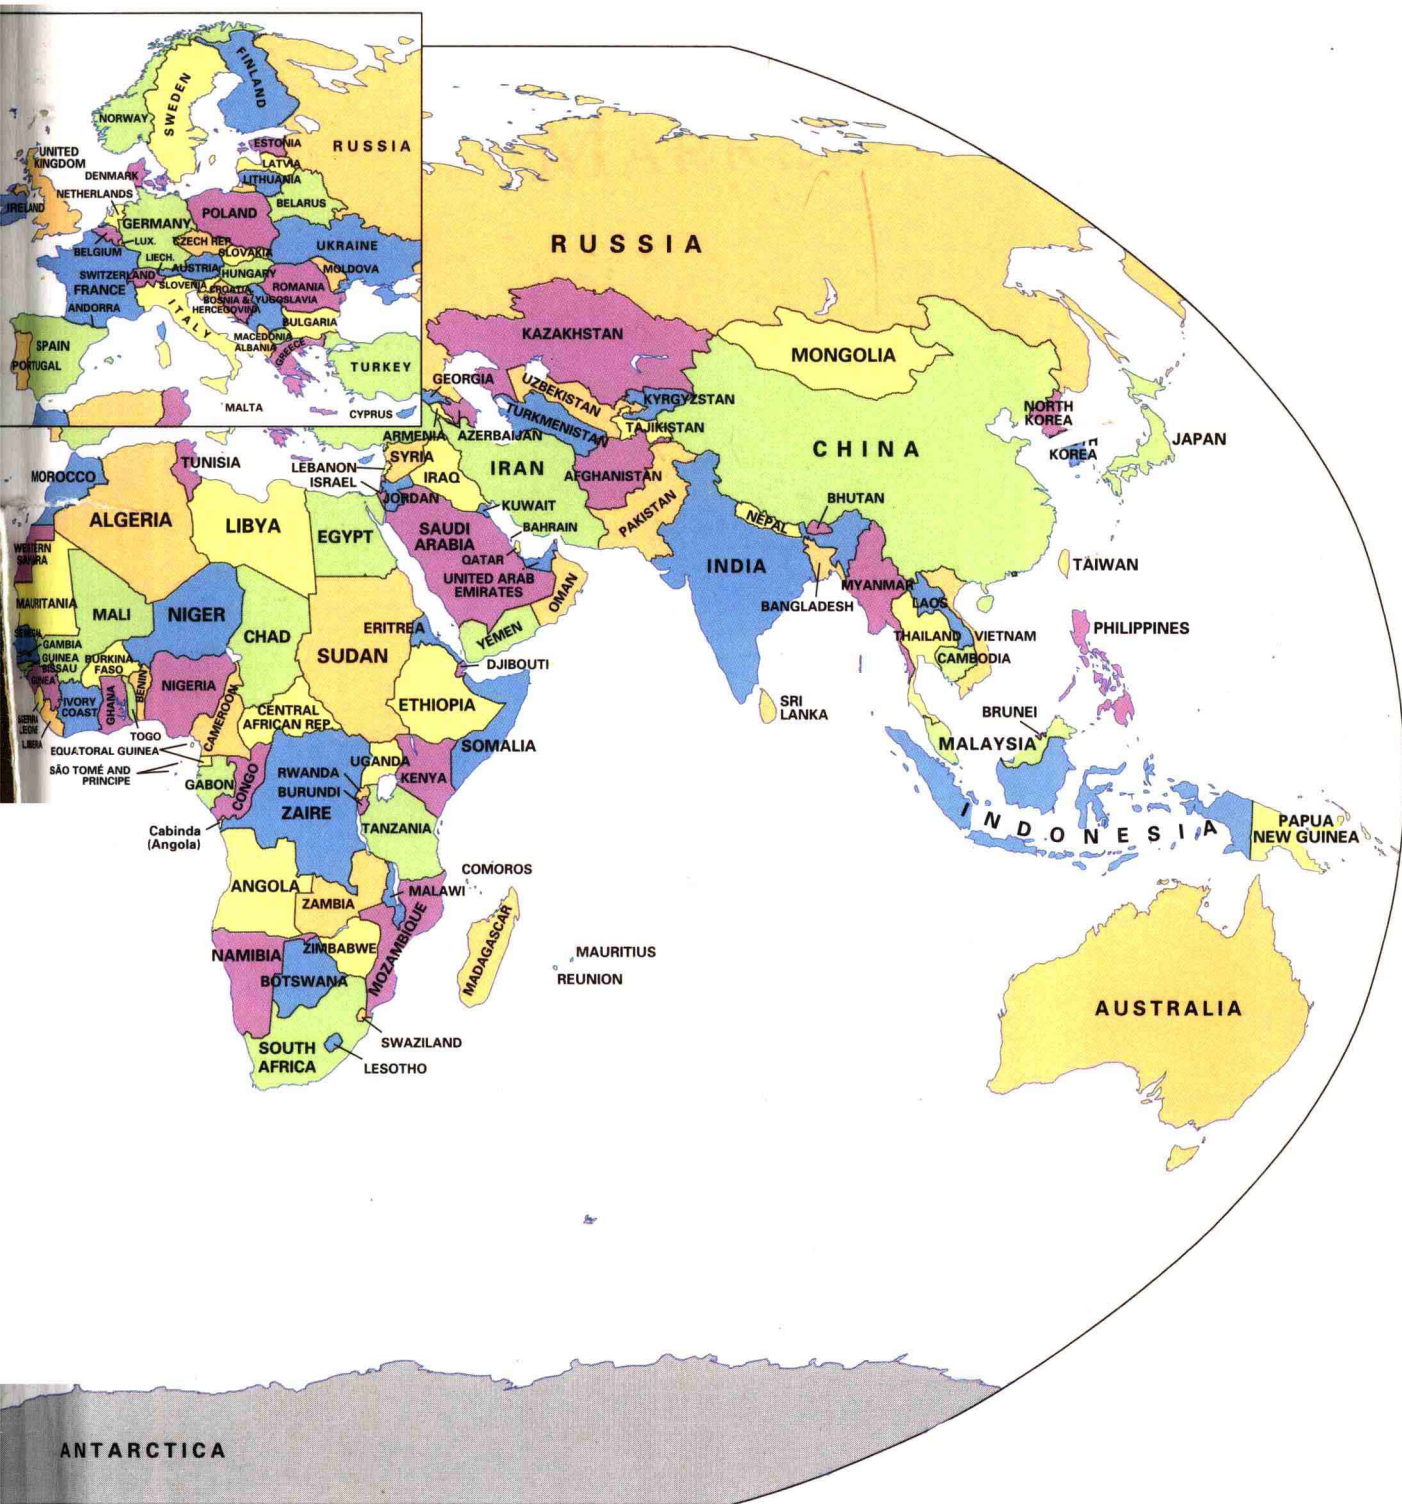 NORWAY
SWEDEN
FINLAND
RUSSIA
ESTONIA
LATVIA
LITHUANIA
BELARUS
UNITED
KINGDOM
DENMARK
NETHERLANDS
IRELAND
GERMANY
POLAND
LUX.
BELGIUM
CZECH REP.
SLOVAKIA
UKRAINE
LIECH.
SWITZERLAND
AUSTRIA
HUNGARY
MOLDOVA
FRANCE
SLOVENIA
CROATIA
ROMANIA
BOSNIA &
HERCEGOVINA
YUGOSLAVIA
ANDORRA
ITALY
BULGARIA
MACEDONIA
ALBANIA
GREECE
SPAIN
PORTUGAL
TURKEY
MALTA
CYPRUS
RUSSIA
KAZAKHSTAN
MONGOLIA
GEORGIA
UZBEKISTAN
KYRGYZSTAN
TURKMENISTAN
TAJIKISTAN
ARMENIA
AZERBAIJAN
NORTH
KOREA
KOREA
JAPAN
CHINA
SYRIA
LEBANON
ISRAEL
IRAQ
IRAN
AFGHANISTAN
JORDAN
KUWAIT
PAKISTAN
BHUTAN
NEPAL
MOROCCO
TUNISIA
ALGERIA
LIBYA
EGYPT
SAUDI
ARABIA
BAHRAIN
QATAR
UNITED ARAB
EMIRATES
OMAN
YEMEN
INDIA
BANGLADESH
MYANMAR
LAOS
TAIWAN
THAILAND
VIETNAM
CAMBODIA
PHILIPPINES
SRI
LANKA
BRUNEI
MALAYSIA
INDONESIA
PAPUA
NEW GUINEA
WESTERN
SAHRA
MAURITANIA
MALI
NIGER
CHAD
SUDAN
ERITREA
DJIBOUTI
ETHIOPIA
SOMALIA
GAMBIA
GUINEA
BISSAU
BURKINA
FASO
BENIN
NIGERIA
IVORY
COAST
GHANA
TOGO
CAMEROON
CENTRAL
AFRICAN REP.
EQUATORAL GUINEA
SÃO TOMÉ AND
PRINCIPE
GABON
CONGO
UGANDA
KENYA
RWANDA
BURUNDI
ZAIRE
TANZANIA
Cabinda
(Angola)
ANGOLA
COMOROS
MALAWI
ZAMBIA
MOZAMBIQUE
MADAGASCAR
ZIMBABWE
NAMIBIA
BOTSWANA
MAURITIUS
REUNION
SWAZILAND
SOUTH
AFRICA
LESOTHO
AUSTRALIA
ANTARCTICA